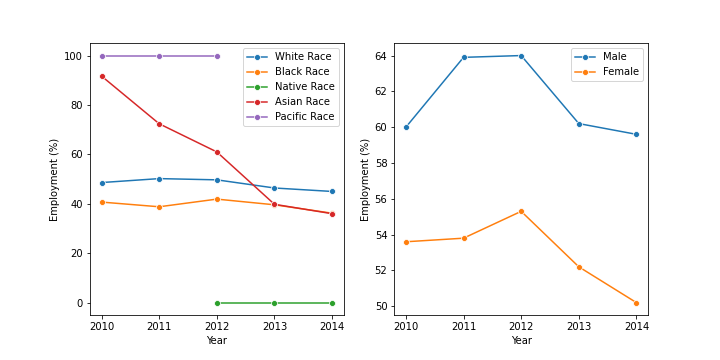 100
80
60
40
20
0
Employment (%)
2010 2011 2012 2013 2014
Year
White Race
Black Race
Native Race
Asian Race
Pacific Race
64
62
60
58
56
54
52
50
Employment (%)
2010 2011 2012 2013 2014
Year
Male
Female